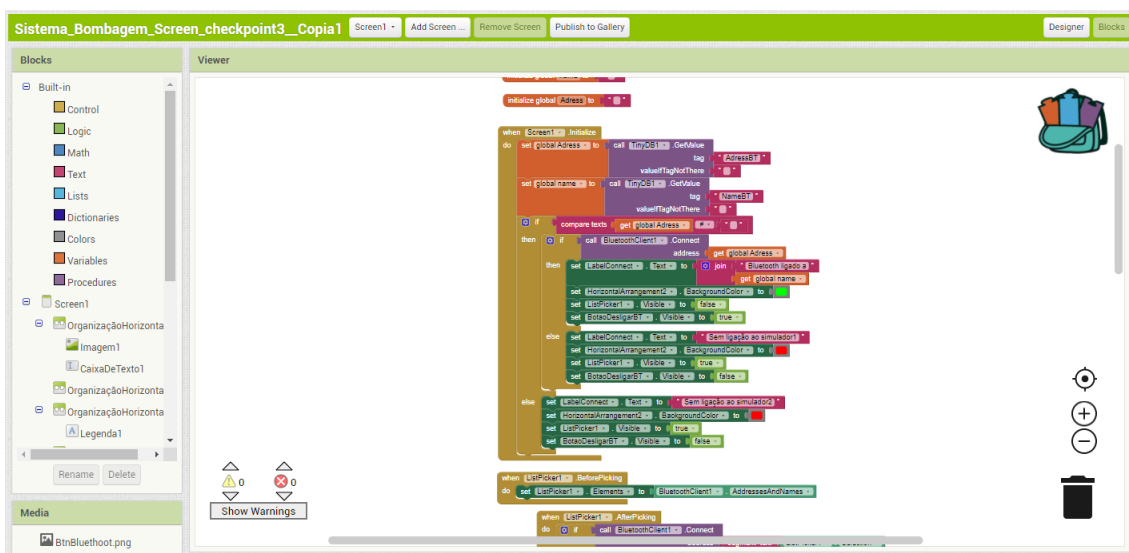 Sistema_Bombagem_Screen_checkpoint3__Copia1 Screen1 Add Screen ... Remove Screen Publish to Gallery Designer Blocks
Blocks
Built-in
Control
Logic
Math
Text
Lists
Dictionaries
Colors
Variables
Procedures
Screen1
OrganizaçãoHorizonta
Imagem1
CaixaDeTexto1
OrganizaçãoHorizonta
OrganizaçãoHorizonta
Legenda1
Rename Delete
Media
BtnBluethoot.png
Viewer
initialize global Adress to " "
when Screen1 .Initialize
do set global Adress to call TinyDB1 .GetValue
tag " AdressBT "
valueIfTagNotThere " "
set global name to call TinyDB1 .GetValue
tag " NameBT "
valueIfTagNotThere " "
if compare texts get global Adress ≠ " "
then if call BluetoothClient1 .Connect
address get global Adress
then set LabelConnect . Text to join " Bluetooth ligado a "
get global name
set HorizontalArrangement2 . BackgroundColor to
set ListPicker1 . Visible to false
set BotaoDesligarBT . Visible to true
else set LabelConnect . Text to " Sem ligação ao simulador1 "
set HorizontalArrangement2 . BackgroundColor to
set ListPicker1 . Visible to true
set BotaoDesligarBT . Visible to false
else set LabelConnect . Text to " Sem ligação ao simulador2 "
set HorizontalArrangement2 . BackgroundColor to
set ListPicker1 . Visible to true
set BotaoDesligarBT . Visible to false
when ListPicker1 .BeforePicking
do set ListPicker1 . Elements to BluetoothClient1 . AddressesAndNames
when ListPicker1 .AfterPicking
do if call BluetoothClient1 .Connect
0 0
Show Warnings